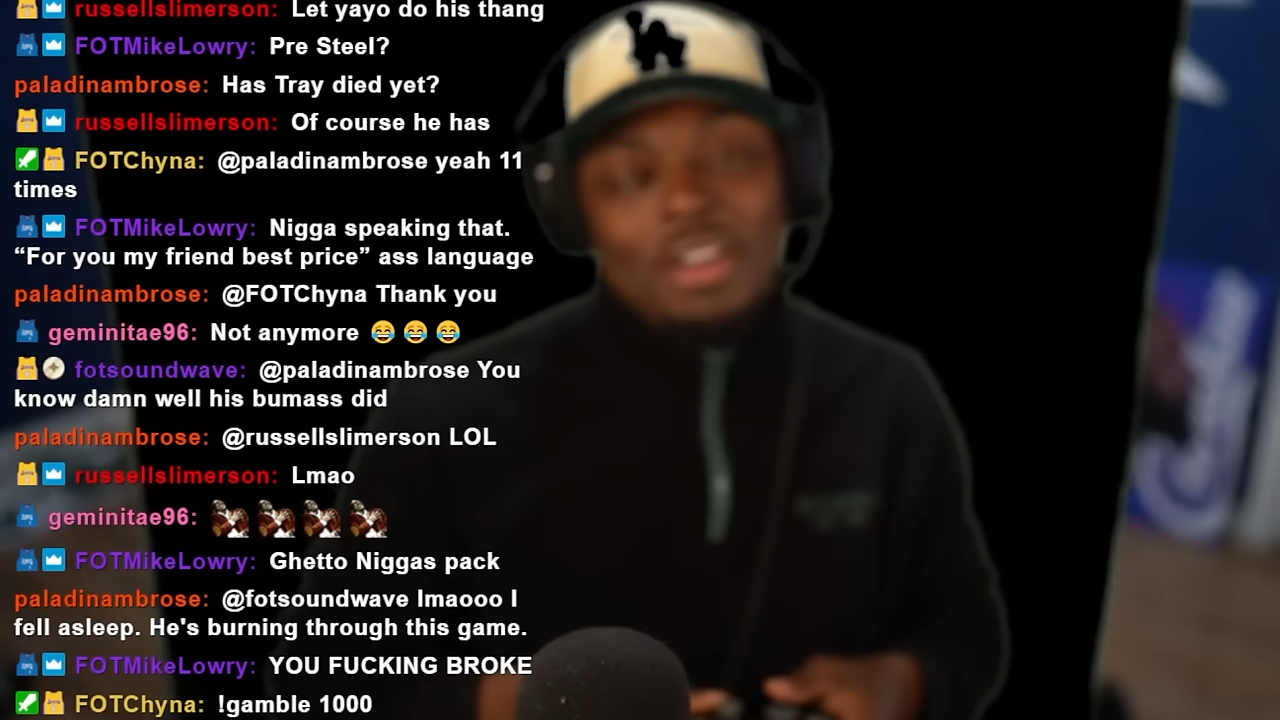 russellslimerson: Let yayo do his thang
FOTMikeLowry: Pre Steel?
paladinambrose: Has Tray died yet?
russellslimerson: Of course he has
FOTChyna: @paladinambrose yeah 11
times
FOTMikeLowry: Nigga speaking that.
“For you my friend best price” ass language
paladinambrose: @FOTChyna Thank you
geminitae96: Not anymore 😂 😂 😂
fotsoundwave: @paladinambrose You
know damn well his bumass did
paladinambrose: @russellslimerson LOL
russellslimerson: Lmao
geminitae96:
FOTMikeLowry: Ghetto Niggas pack
paladinambrose: @fotsoundwave lmaooo I
fell asleep. He's burning through this game.
FOTMikeLowry: YOU FUCKING BROKE
FOTChyna: !gamble 1000